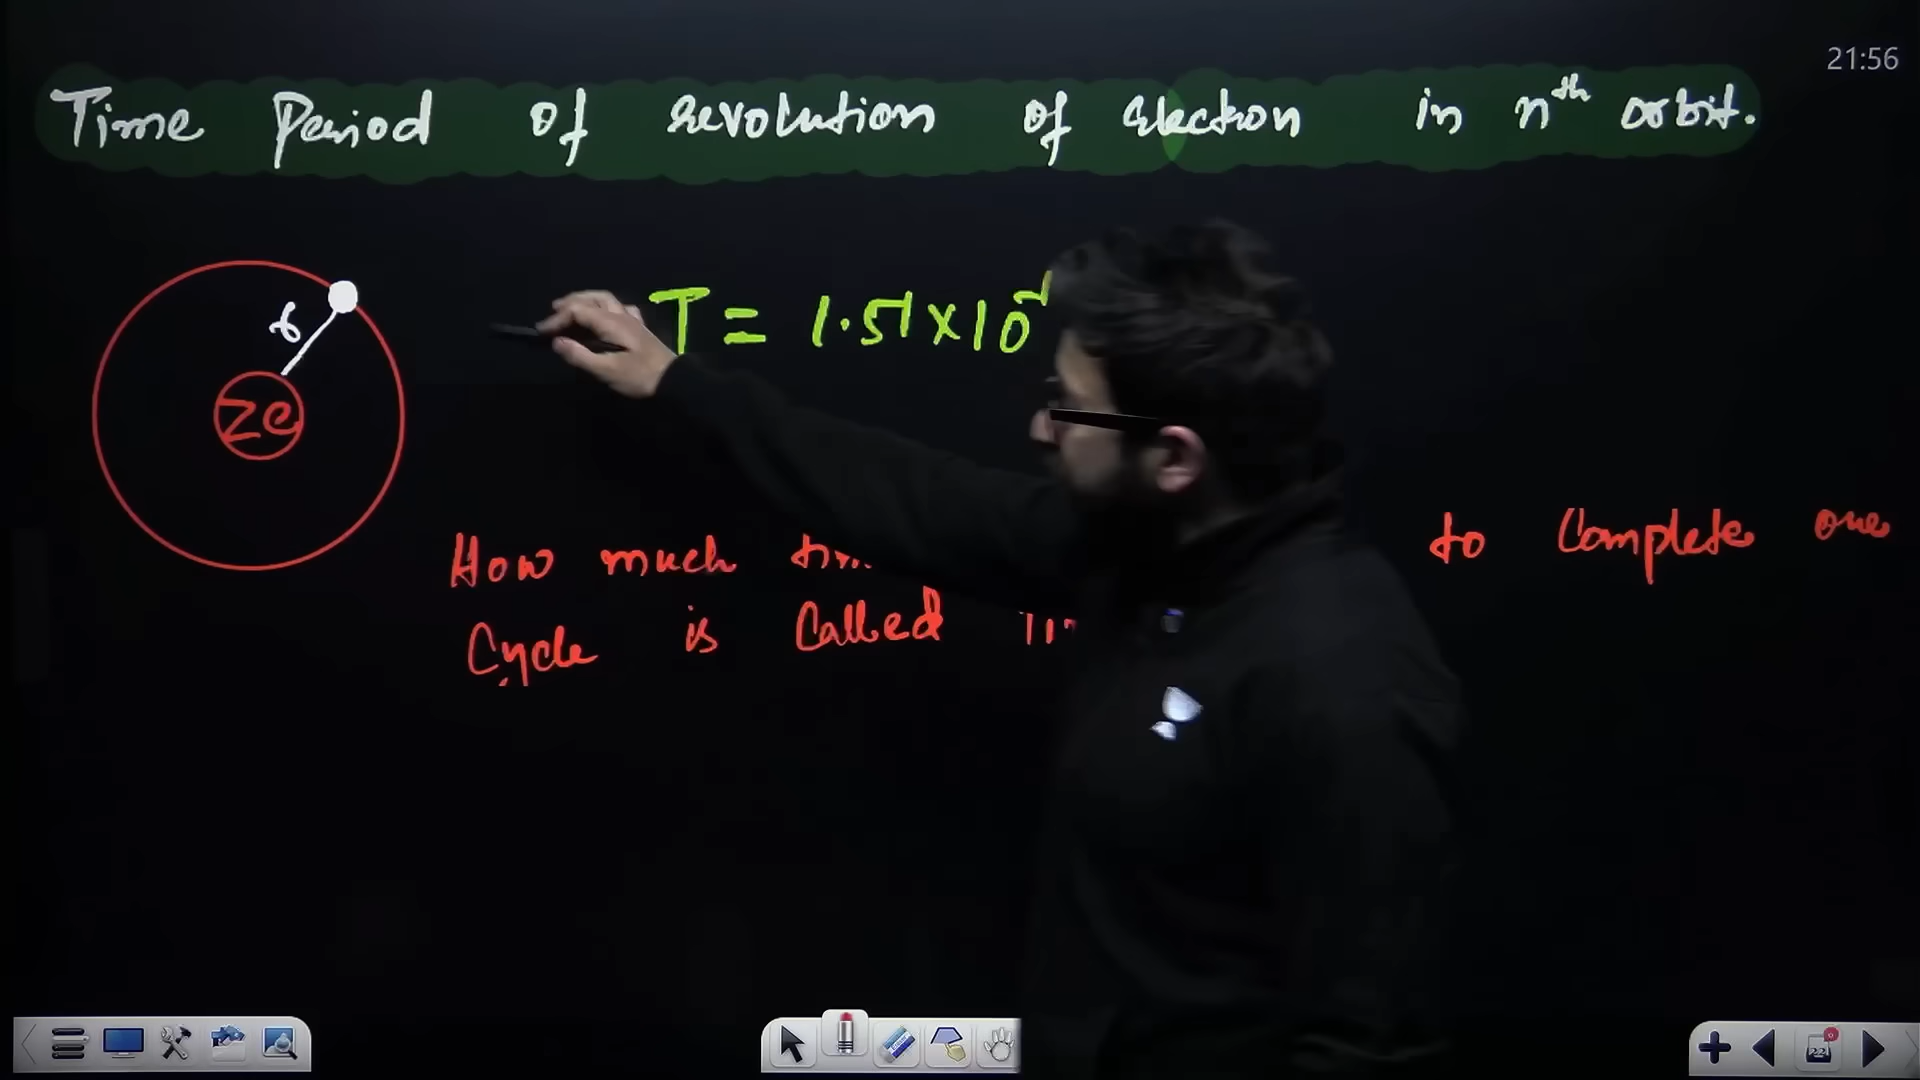 21:56
Time Period of revolution of electron in nth orbit.
r
T = 1.51×10
Ze
How much to Complete one
Cycle is Called